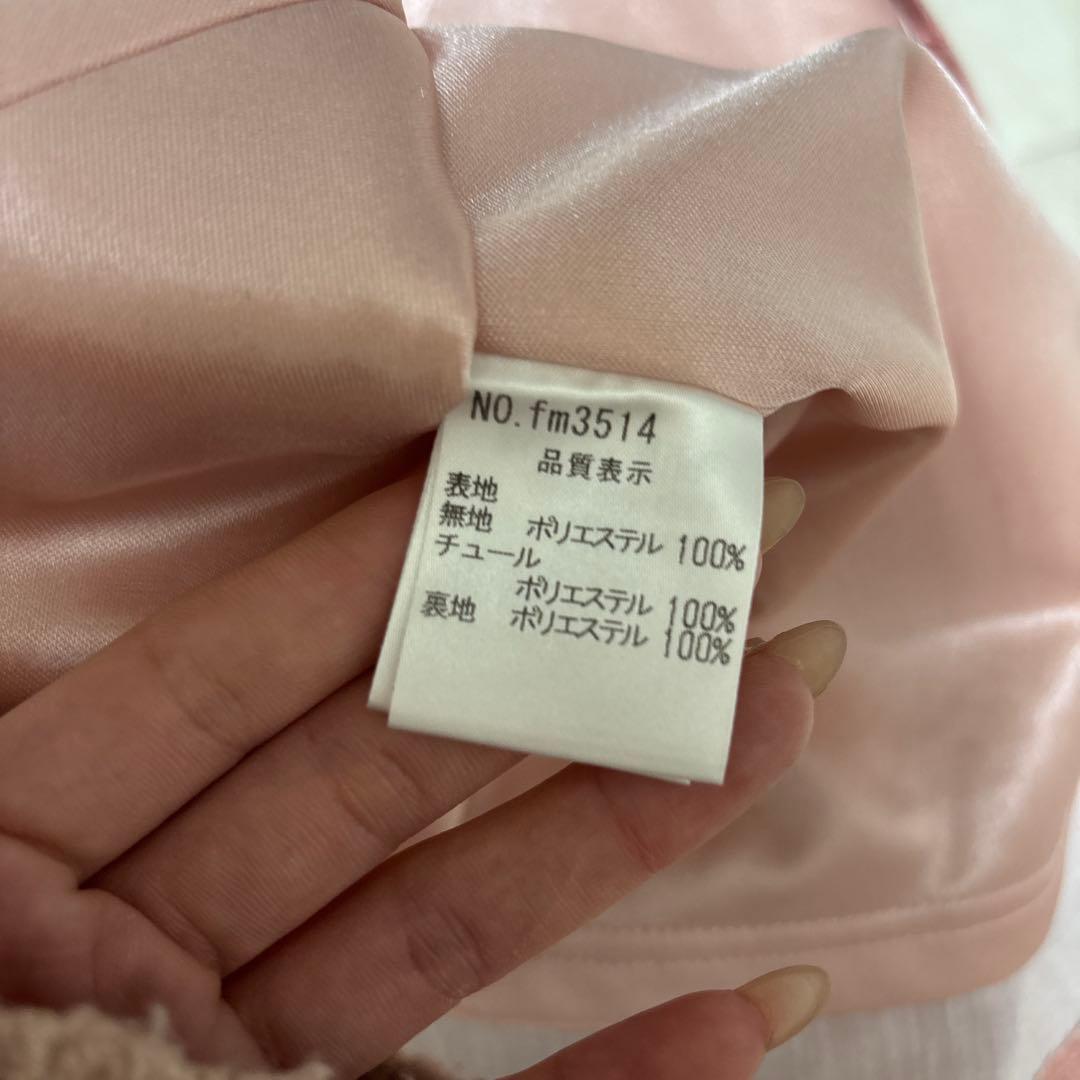 NO.fm3514
品質表示
表地
無地 ポリエステル 100%
チュール
ポリエステル 100%
裏地 ポリエステル 100%